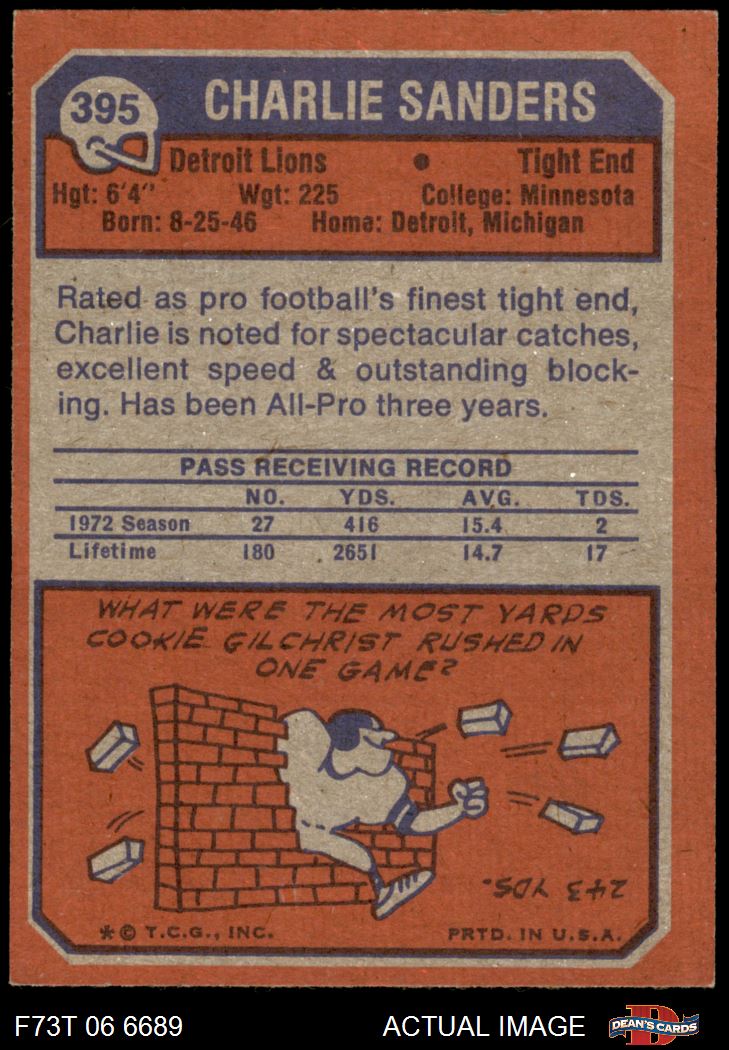 395
CHARLIE SANDERS
Detroit Lions • Tight End
Hgt: 6'4" Wgt: 225 College: Minnesota
Born: 8-25-46 Home: Detroit, Michigan
Rated as pro football's finest tight end,
Charlie is noted for spectacular catches,
excellent speed & outstanding block-
ing. Has been All-Pro three years.
PASS RECEIVING RECORD
NO. YDS. AVG. TDS.
1972 Season 27 416 15.4 2
Lifetime 180 2651 14.7 17
WHAT WERE THE MOST YARDS
COOKIE GILCHRIST RUSHED IN
ONE GAME?
243 YDS.
* © T.C.G., INC. PRTD. IN U.S.A.
F73T 06 6689 ACTUAL IMAGE DEAN'S CARDS